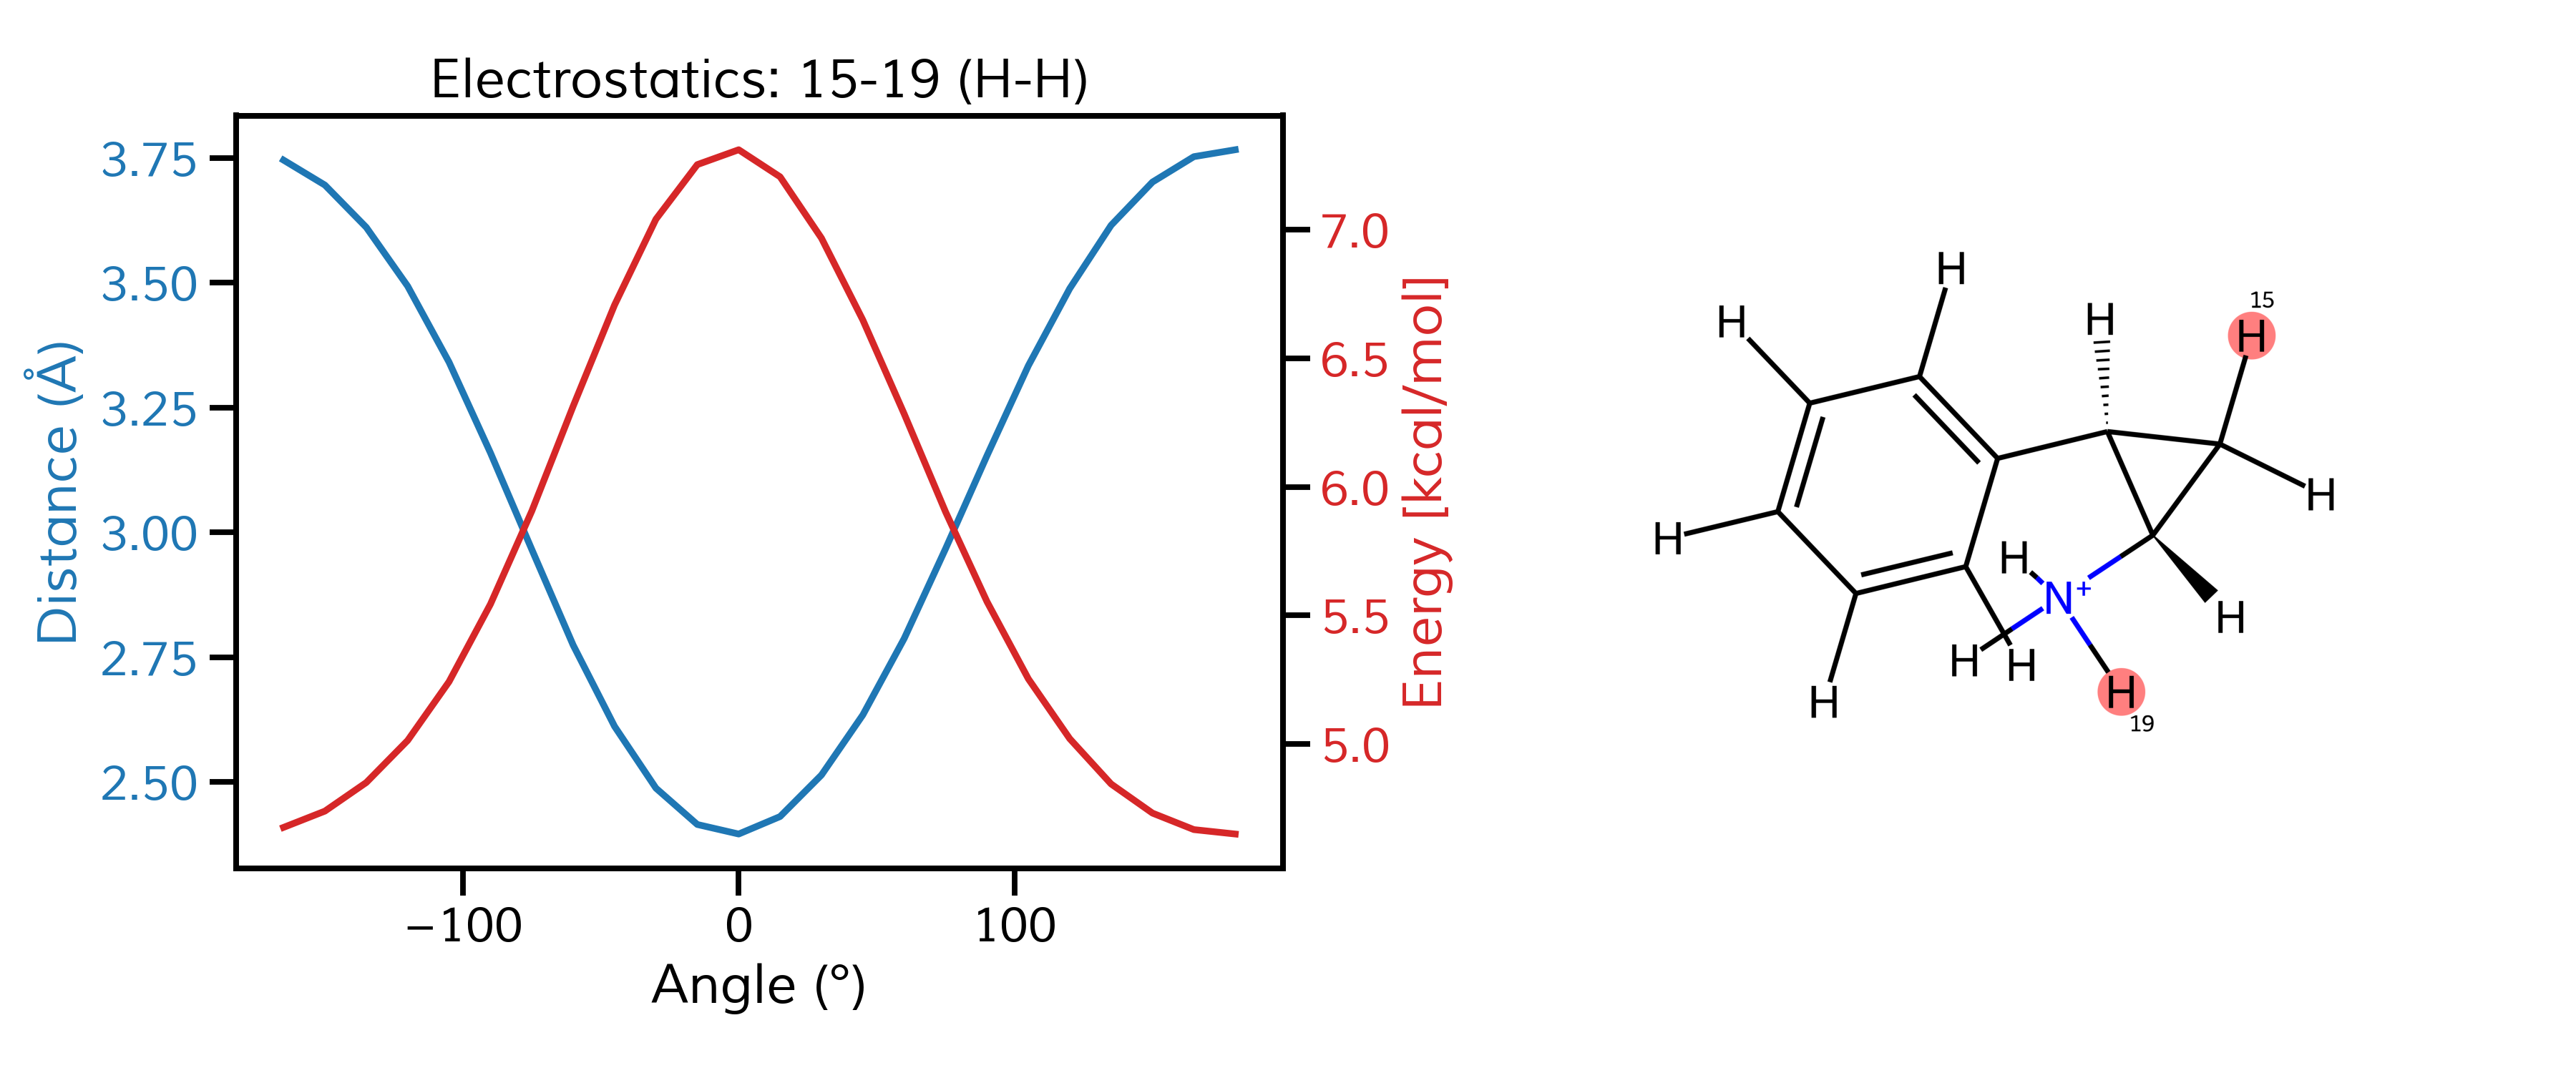 Electrostatics: 15-19 (H-H)
Distance (Å)
3.75
3.50
3.25
3.00
2.75
2.50
−100
0
100
Angle (°)
7.0
6.5
6.0
5.5
5.0
Energy [kcal/mol]
H
15
H
H
H
H
H
H
H
N+
H
H
H
H
H
19